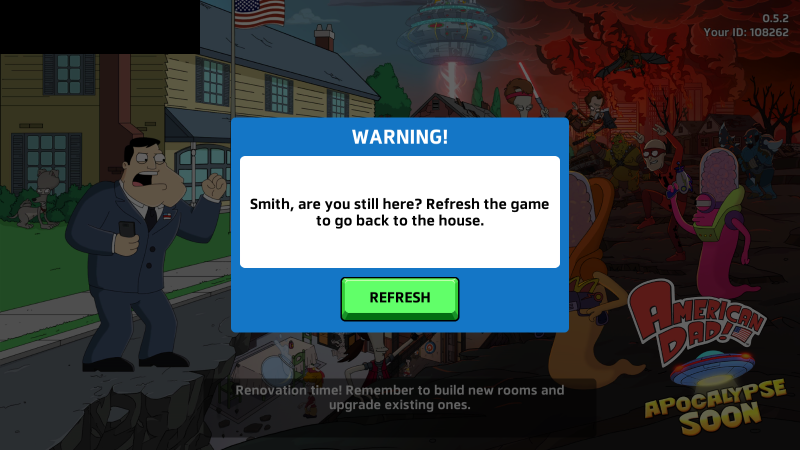 0.5.2
Your ID: 108262
WARNING!
Smith, are you still here? Refresh the game
to go back to the house.
REFRESH
AMERICAN
DAD!
APOCALYPSE
SOON
Renovation time! Remember to build new rooms and
upgrade existing ones.